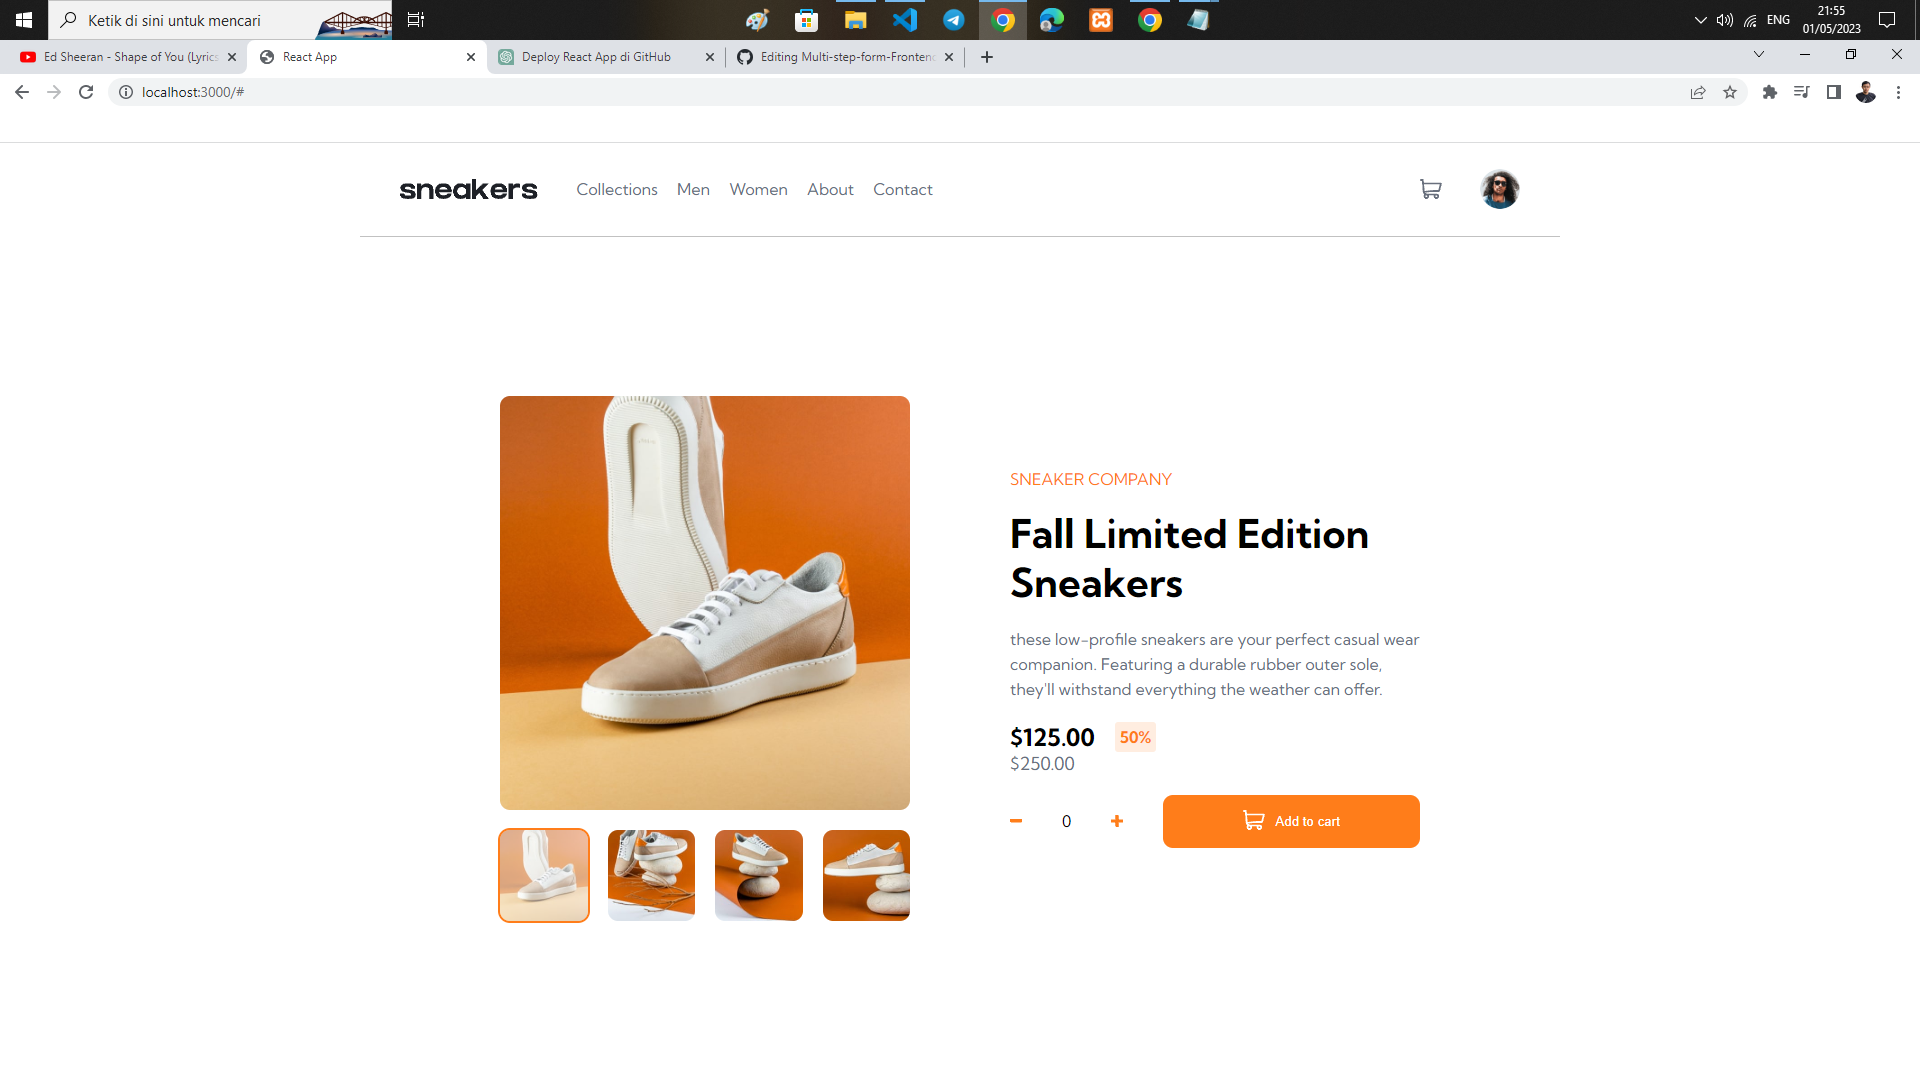 Ketik di sini untuk mencari
ENG
21:55
01/05/2023
Ed Sheeran - Shape of You (Lyrics
React App
Deploy React App di GitHub
Editing Multi-step-form-Frontend
localhost:3000/#
sneakers
Collections
Men
Women
About
Contact
SNEAKER COMPANY
Fall Limited Edition
Sneakers
these low-profile sneakers are your perfect casual wear
companion. Featuring a durable rubber outer sole,
they'll withstand everything the weather can offer.
$125.00
50%
$250.00
0
Add to cart